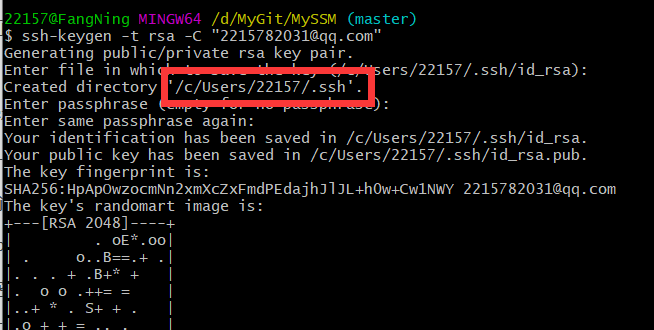 22157@FangNing MINGW64 /d/MyGit/MySSM (master)
$ ssh-keygen -t rsa -C "2215782031@qq.com"
Generating public/private rsa key pair.
Enter file in which to save the key (/c/Users/22157/.ssh/id_rsa):
Created directory '/c/Users/22157/.ssh'.
Enter passphrase (empty for no passphrase):
Enter same passphrase again:
Your identification has been saved in /c/Users/22157/.ssh/id_rsa.
Your public key has been saved in /c/Users/22157/.ssh/id_rsa.pub.
The key fingerprint is:
SHA256:HpApOwzocmNn2xmXcZxFmdPEdajhJlJL+hOw+Cw1NWY 2215782031@qq.com
The key's randomart image is:
+---[RSA 2048]----+
|        . oE*.oo|
| .     o..B==.+ .|
|. . . + .B+* +   |
|.  o o .++= =    |
|..+ * . S+ + .   |
|.o + + = .. .    |